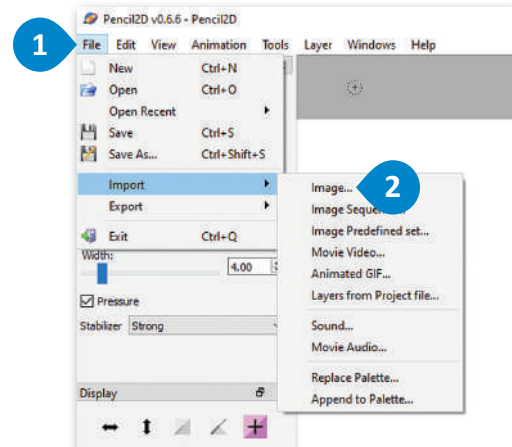 Pencil2D v0.6.6 - Pencil2D
1
File Edit View Animation Tools Layer Windows Help
New Ctrl+N
Open Ctrl+O
Open Recent
Save Ctrl+S
Save As... Ctrl+Shift+S
Import
Export
Exit Ctrl+Q
Image...
2
Image
Image Predefined set...
Movie Video...
Animated GIF...
Layers from Project file...
Sound...
Movie Audio...
Replace Palette...
Append to Palette...
Width:
4.00
Pressure
Stabilizer Strong
Display